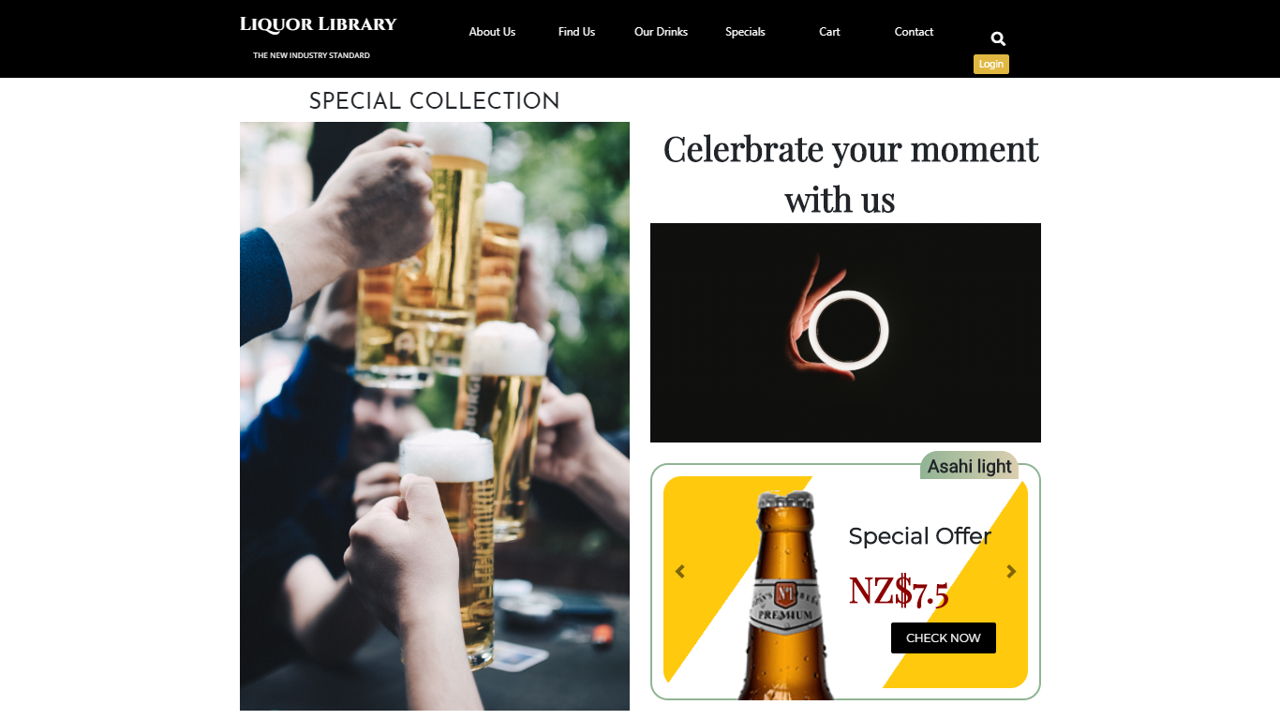 LIQUOR LIBRARY
THE NEW INDUSTRY STANDARD
About Us
Find Us
Our Drinks
Specials
Cart
Contact
Login
SPECIAL COLLECTION
Celerbrate your moment
with us
Asahi light
Special Offer
NZ$7.5
PREMIUM
CHECK NOW